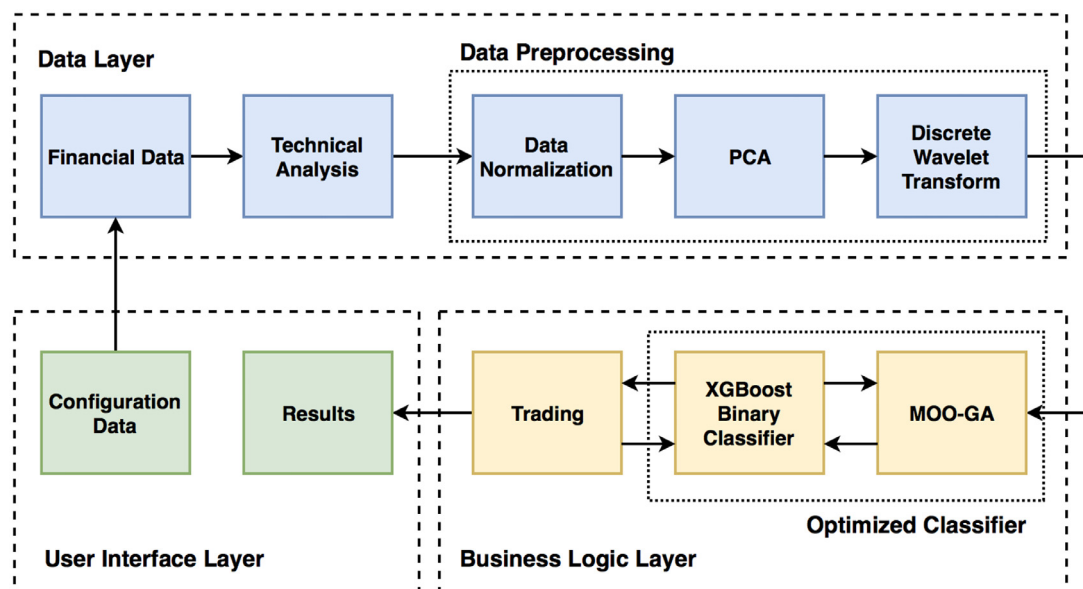 Data Layer
Data Preprocessing
Financial Data
Technical
Analysis
Data
Normalization
PCA
Discrete
Wavelet
Transform
Configuration
Data
Results
Trading
XGBoost
Binary
Classifier
MOO-GA
Optimized Classifier
User Interface Layer
Business Logic Layer